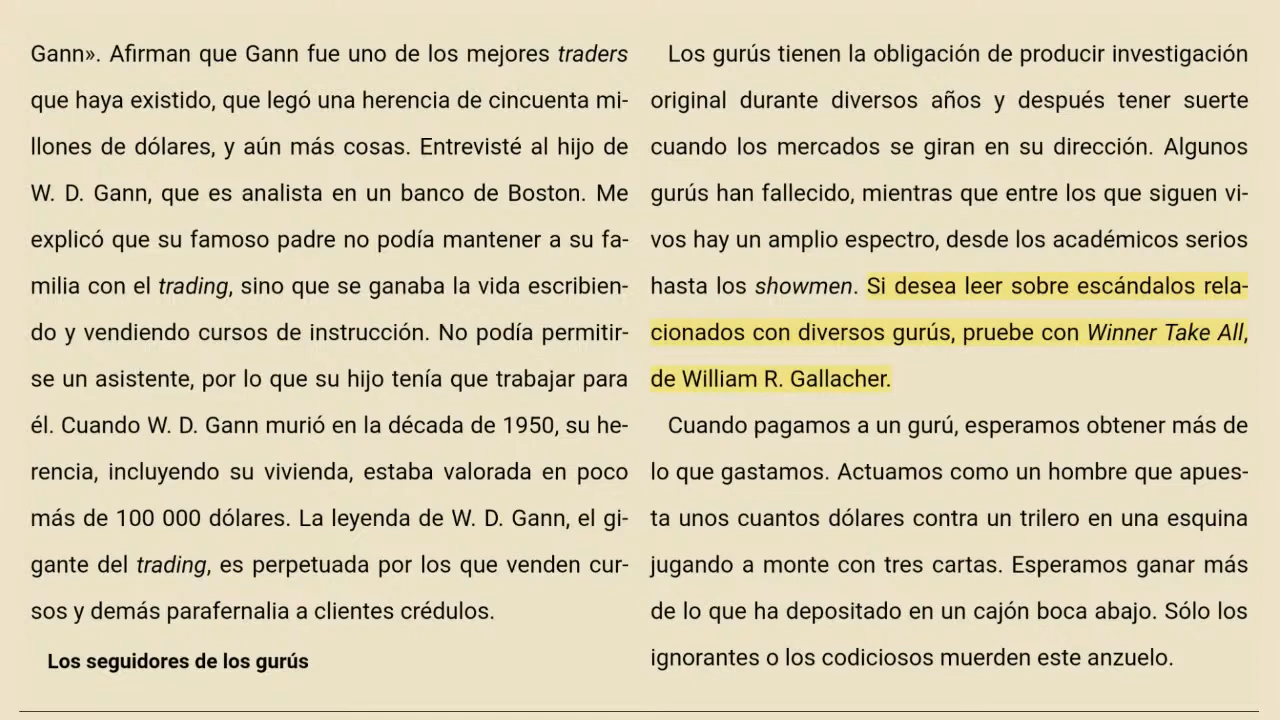 Gann». Afirman que Gann fue uno de los mejores traders
que haya existido, que legó una herencia de cincuenta mi-
llones de dólares, y aún más cosas. Entrevisté al hijo de
W. D. Gann, que es analista en un banco de Boston. Me
explicó que su famoso padre no podía mantener a su fa-
milia con el trading, sino que se ganaba la vida escribien-
do y vendiendo cursos de instrucción. No podía permitir-
se un asistente, por lo que su hijo tenía que trabajar para
él. Cuando W. D. Gann murió en la década de 1950, su he-
rencia, incluyendo su vivienda, estaba valorada en poco
más de 100 000 dólares. La leyenda de W. D. Gann, el gi-
gante del trading, es perpetuada por los que venden cur-
sos y demás parafernalia a clientes crédulos.
Los seguidores de los gurús
Los gurús tienen la obligación de producir investigación
original durante diversos años y después tener suerte
cuando los mercados se giran en su dirección. Algunos
gurús han fallecido, mientras que entre los que siguen vi-
vos hay un amplio espectro, desde los académicos serios
hasta los showmen. Si desea leer sobre escándalos rela-
cionados con diversos gurús, pruebe con Winner Take All,
de William R. Gallacher.
Cuando pagamos a un gurú, esperamos obtener más de
lo que gastamos. Actuamos como un hombre que apues-
ta unos cuantos dólares contra un trilero en una esquina
jugando a monte con tres cartas. Esperamos ganar más
de lo que ha depositado en un cajón boca abajo. Sólo los
ignorantes o los codiciosos muerden este anzuelo.